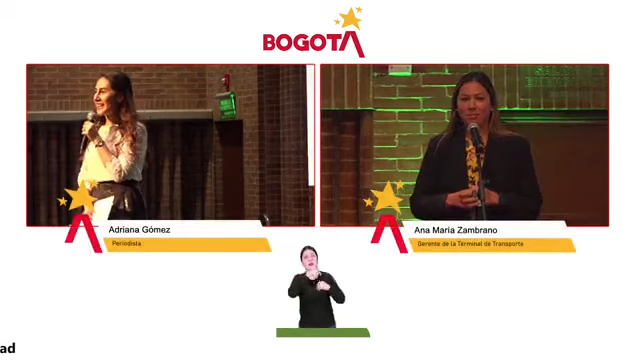 BOGOTA
Adriana Gómez
Periodista
Ana María Zambrano
Gerente de la Terminal de Transporte
ad